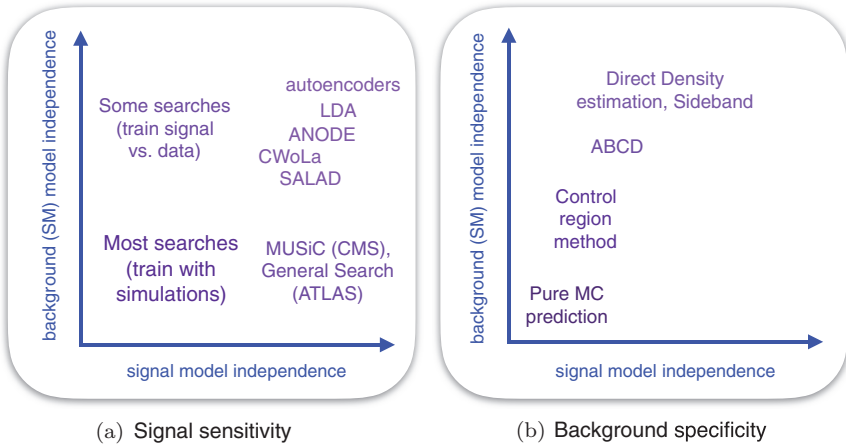 background (SM) model independence
Some searches
(train signal
vs. data)
autoencoders
LDA
ANODE
CWoLa
SALAD
Most searches
(train with
simulations)
MUSiC (CMS),
General Search
(ATLAS)
signal model independence
(a) Signal sensitivity
background (SM) model independence
Direct Density
estimation, Sideband
ABCD
Control
region
method
Pure MC
prediction
signal model independence
(b) Background specificity